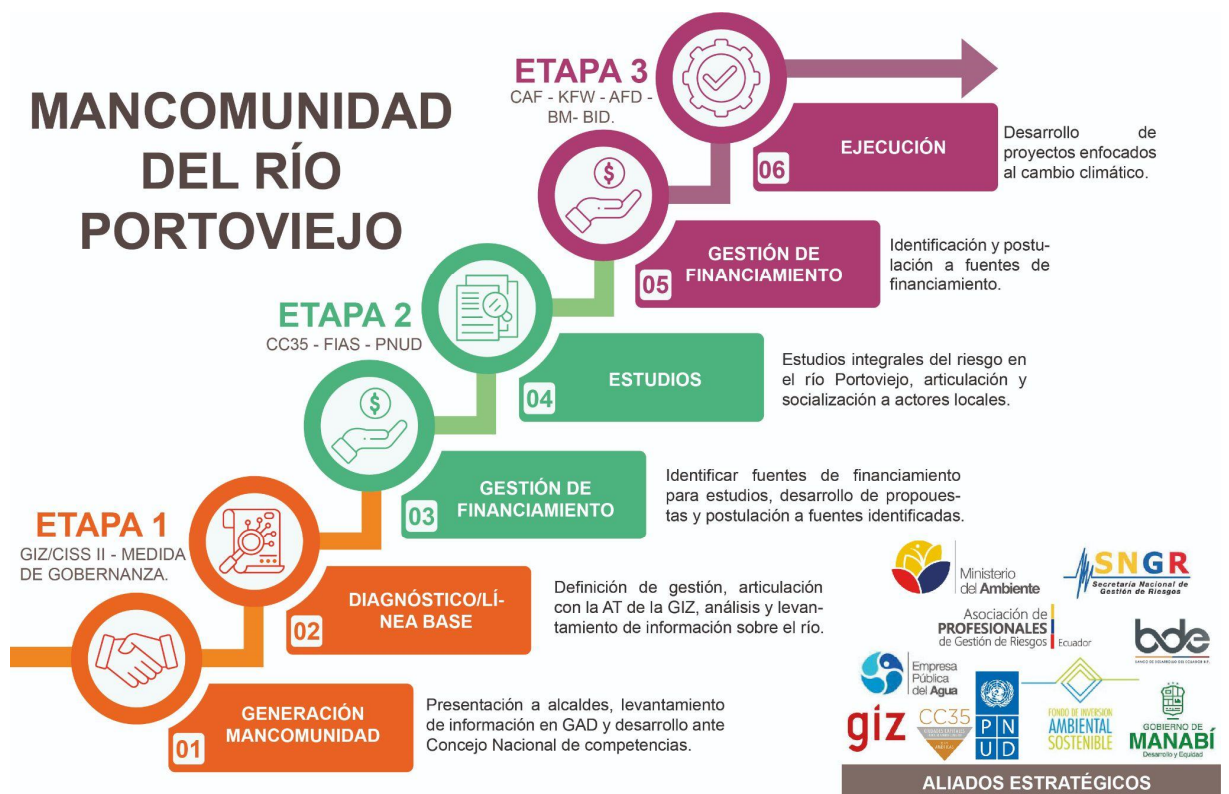 MANCOMUNIDAD
DEL RÍO
PORTOVIEJO
ETAPA 1
GIZ/CISS II - MEDIDA
DE GOBERNANZA.
01
GENERACIÓN
MANCOMUNIDAD
Presentación a alcaldes, levantamiento
de información en GAD y desarrollo ante
Concejo Nacional de competencias.
02
DIAGNÓSTICO/LÍ-
NEA BASE
Definición de gestión, articulación
con la AT de la GIZ, análisis y levan-
tamiento de información sobre el río.
ETAPA 2
CC35 - FIAS - PNUD
$
03
GESTIÓN DE
FINANCIAMIENTO
Identificar fuentes de financiamiento
para estudios, desarrollo de propoues-
tas y postulación a fuentes identificadas.
04
ESTUDIOS
Estudios integrales del riesgo en
el río Portoviejo, articulación y
socialización a actores locales.
ETAPA 3
CAF - KFW - AFD -
BM- BID.
$
05
GESTIÓN DE
FINANCIAMIENTO
Identificación y postu-
lación a fuentes de
financiamiento.
06
EJECUCIÓN
Desarrollo de
proyectos enfocados
al cambio climático.
Ministerio
del Ambiente
SNGR
Secretaría Nacional de
Gestión de Riesgos
Asociación de
PROFESIONALES
de Gestión de Riesgos Ecuador
bde
BANCO DE DESARROLLO DEL ECUADOR B.P.
Empresa
Pública
del Agua
giz
CC35
PN
UD
FONDO DE INVERSIÓN
AMBIENTAL
SOSTENIBLE
GOBIERNO DE
MANABÍ
Desarrollo y Equidad
ALIADOS ESTRATÉGICOS